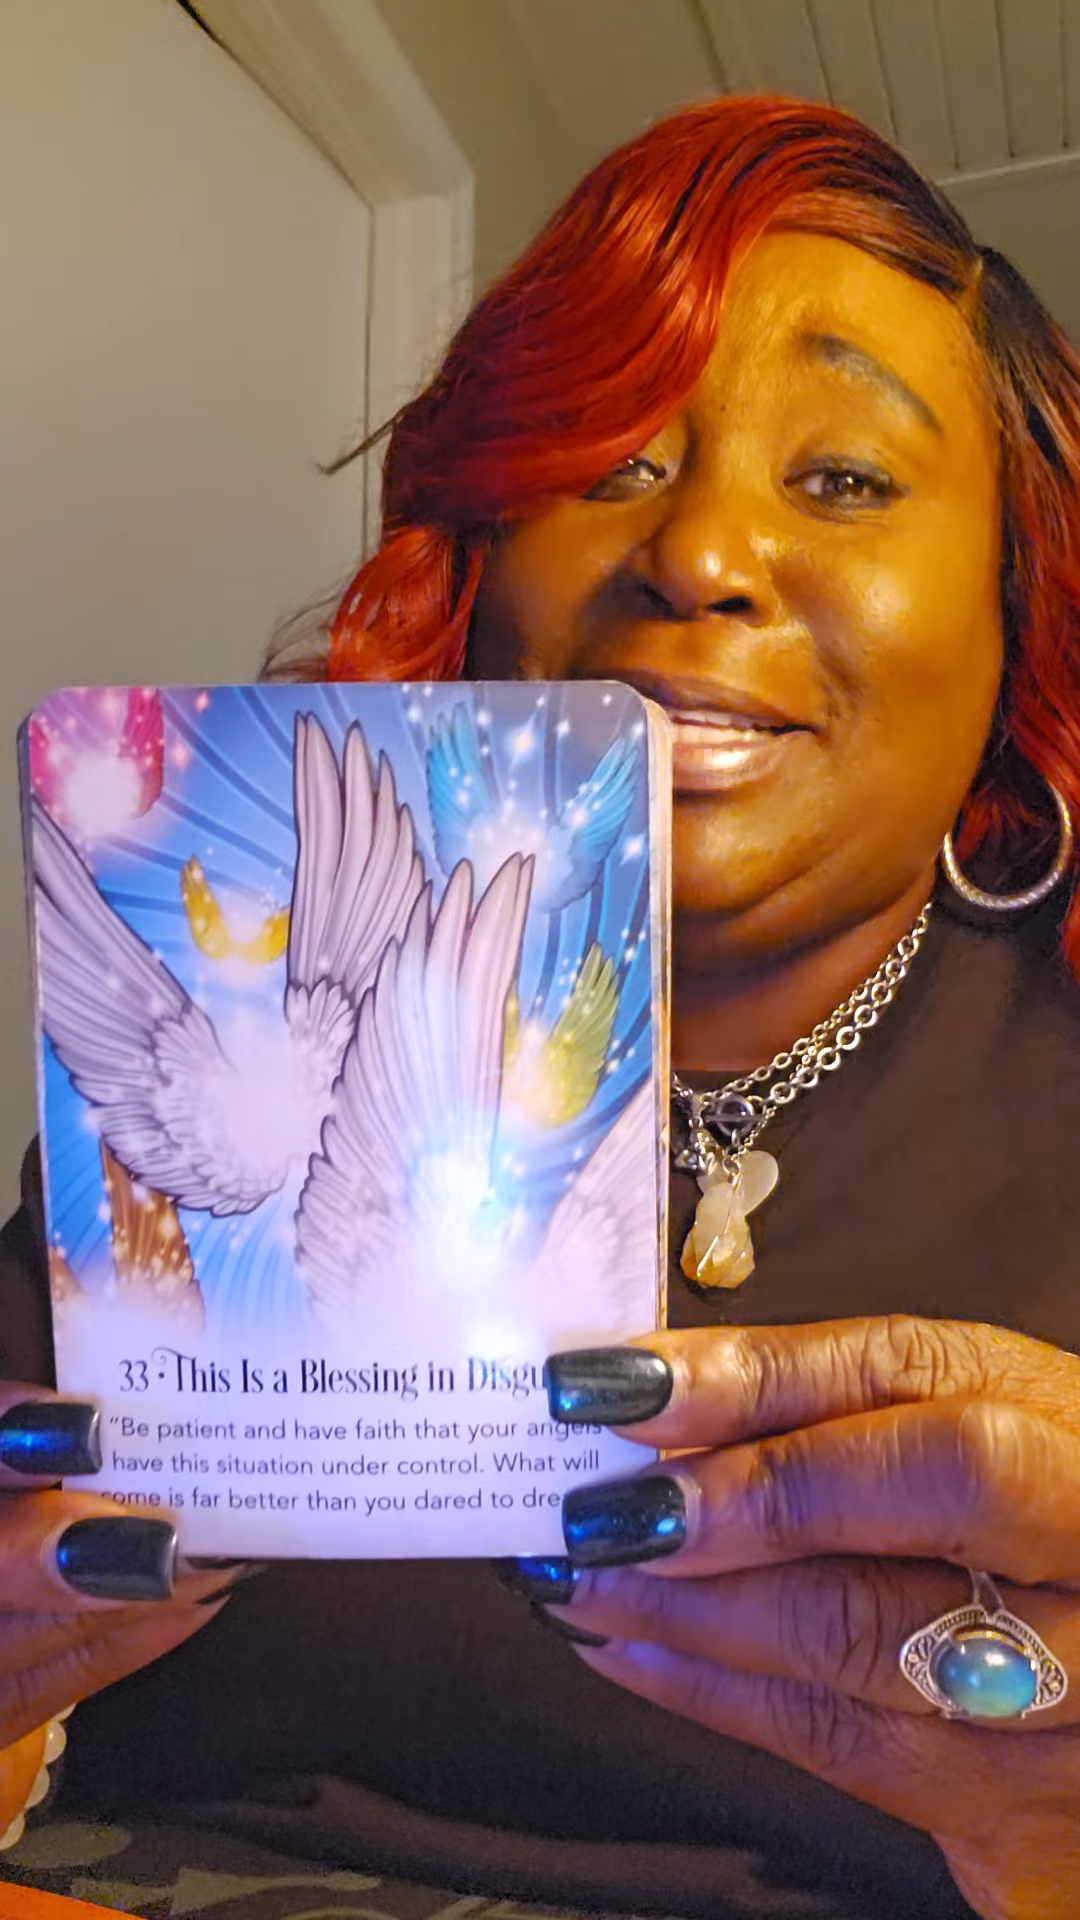 33 · This Is a Blessing in Disgu
"Be patient and have faith that your angels
have this situation under control. What will
come is far better than you dared to dre